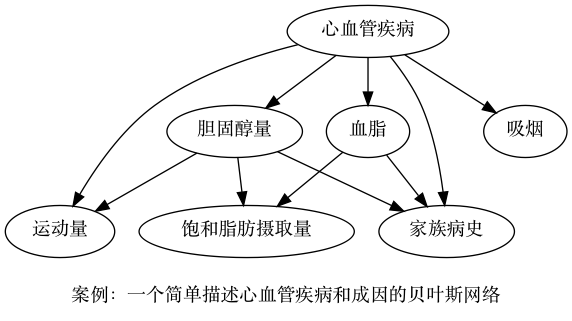 心血管疾病
胆固醇量
血脂
吸烟
运动量
饱和脂肪摄取量
家族病史
案例：一个简单描述心血管疾病和成因的贝叶斯网络